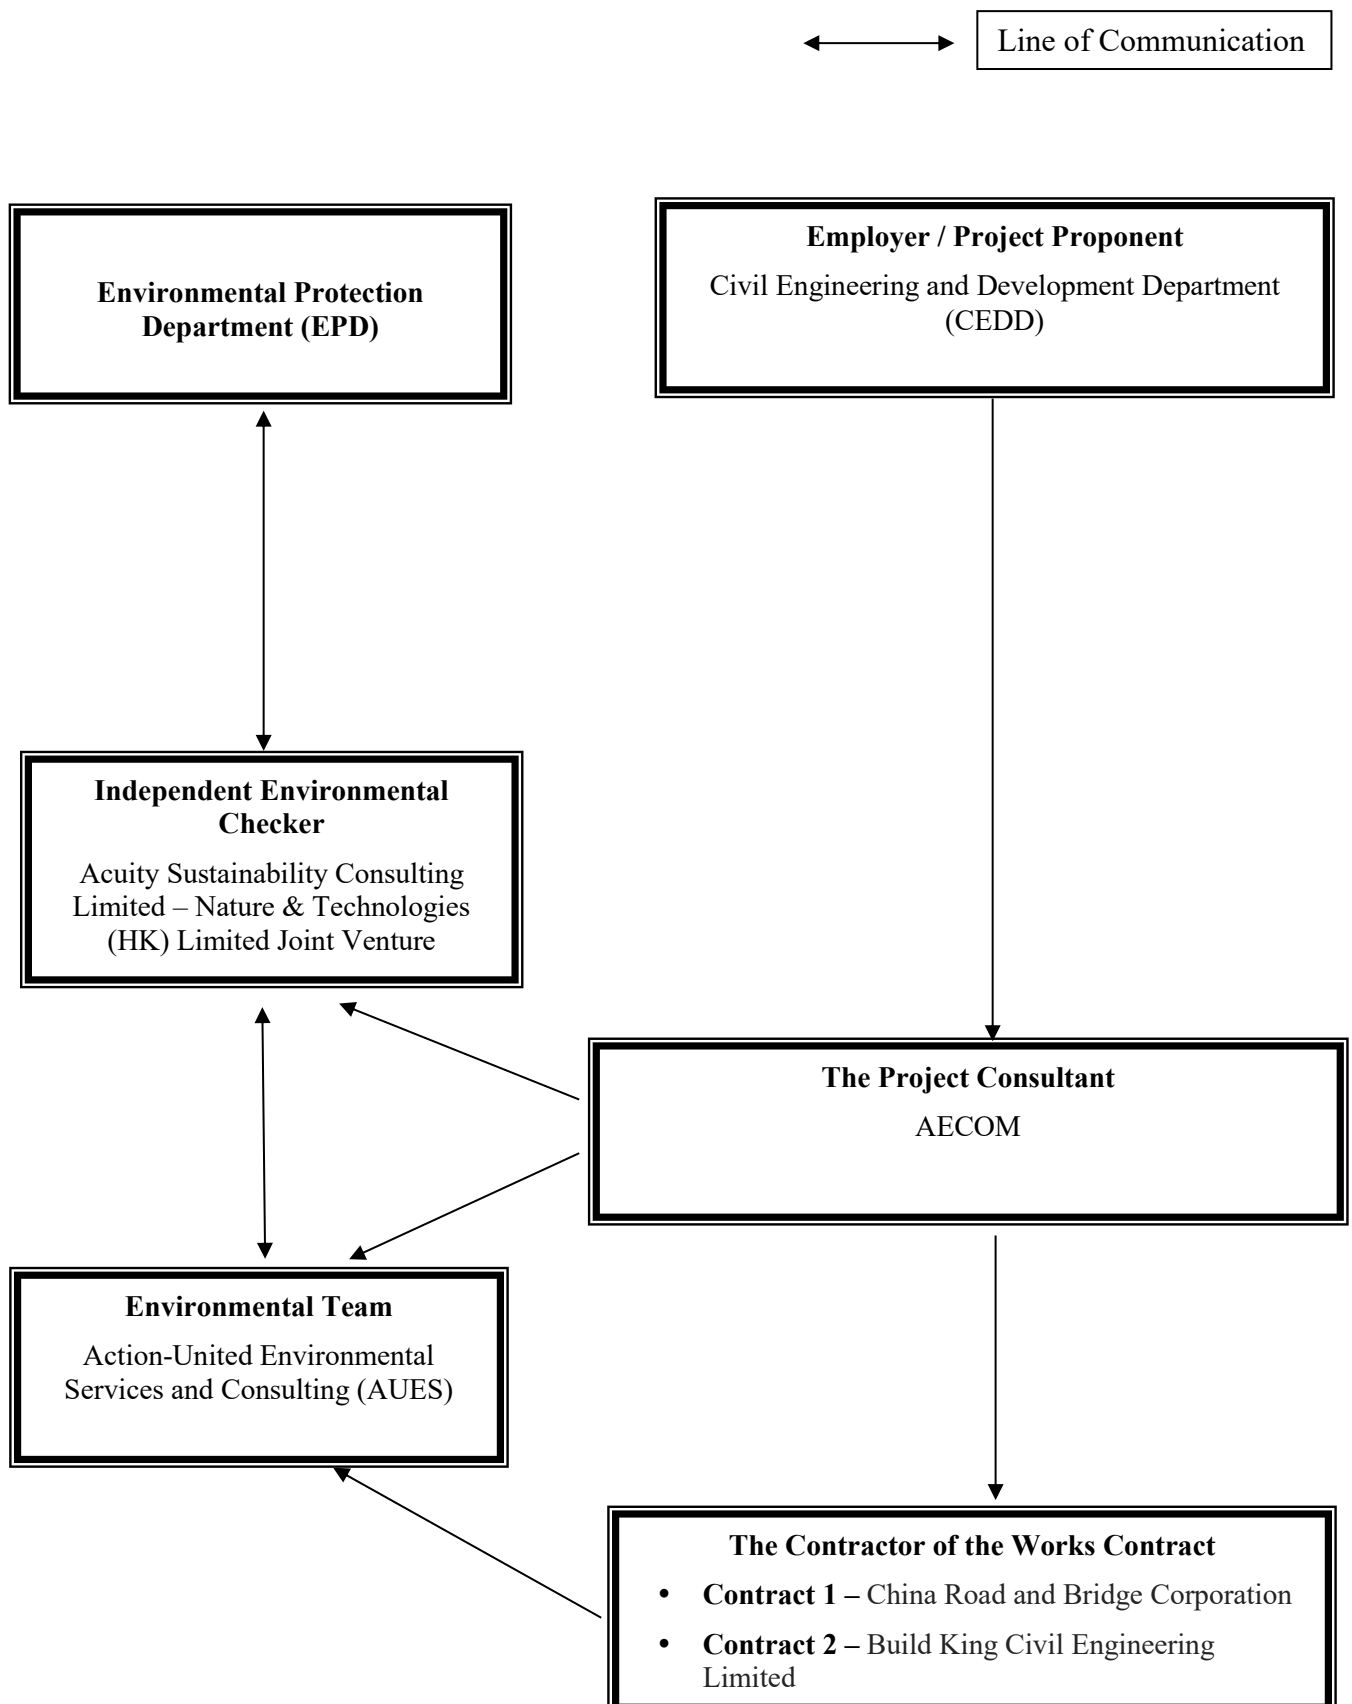 Line of Communication
Environmental Protection
Department (EPD)
Employer / Project Proponent
Civil Engineering and Development Department
(CEDD)
Independent Environmental
Checker
Acuity Sustainability Consulting
Limited – Nature & Technologies
(HK) Limited Joint Venture
The Project Consultant
AECOM
Environmental Team
Action-United Environmental
Services and Consulting (AUES)
The Contractor of the Works Contract
• Contract 1 – China Road and Bridge Corporation
• Contract 2 – Build King Civil Engineering
Limited